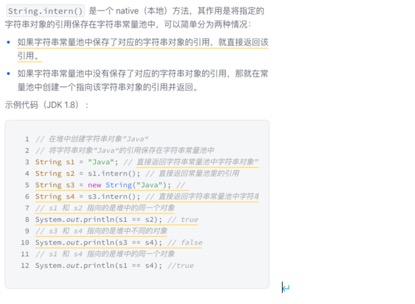 String.intern() 是一个 native（本地）方法，其作用是将指定的
字符串对象的引用保存在字符串常量池中，可以简单分为两种情况：
• 如果字符串常量池中保存了对应的字符串对象的引用，就直接返回该
引用。
• 如果字符串常量池中没有保存了对应的字符串对象的引用，那就在常
量池中创建一个指向该字符串对象的引用并返回。
示例代码（JDK 1.8）：
1 // 在堆中创建字符串对象"Java"
2 // 将字符串对象"Java"的引用保存在字符串常量池中
3 String s1 = "Java"; // 直接返回字符串常量池中字符串对象"
4 String s2 = s1.intern(); // 直接返回常量池里的引用
5 String s3 = new String("Java"); //
6 String s4 = s3.intern(); // 直接返回字符串常量池中字符串
7 // s1 和 s2 指向的是堆中的同一个对象
8 System.out.println(s1 == s2); // true
9 // s3 和 s4 指向的是堆中不同的对象
10 System.out.println(s3 == s4); // false
11 // s1 和 s4 指向的是堆中的同一个对象
12 System.out.println(s1 == s4); //true